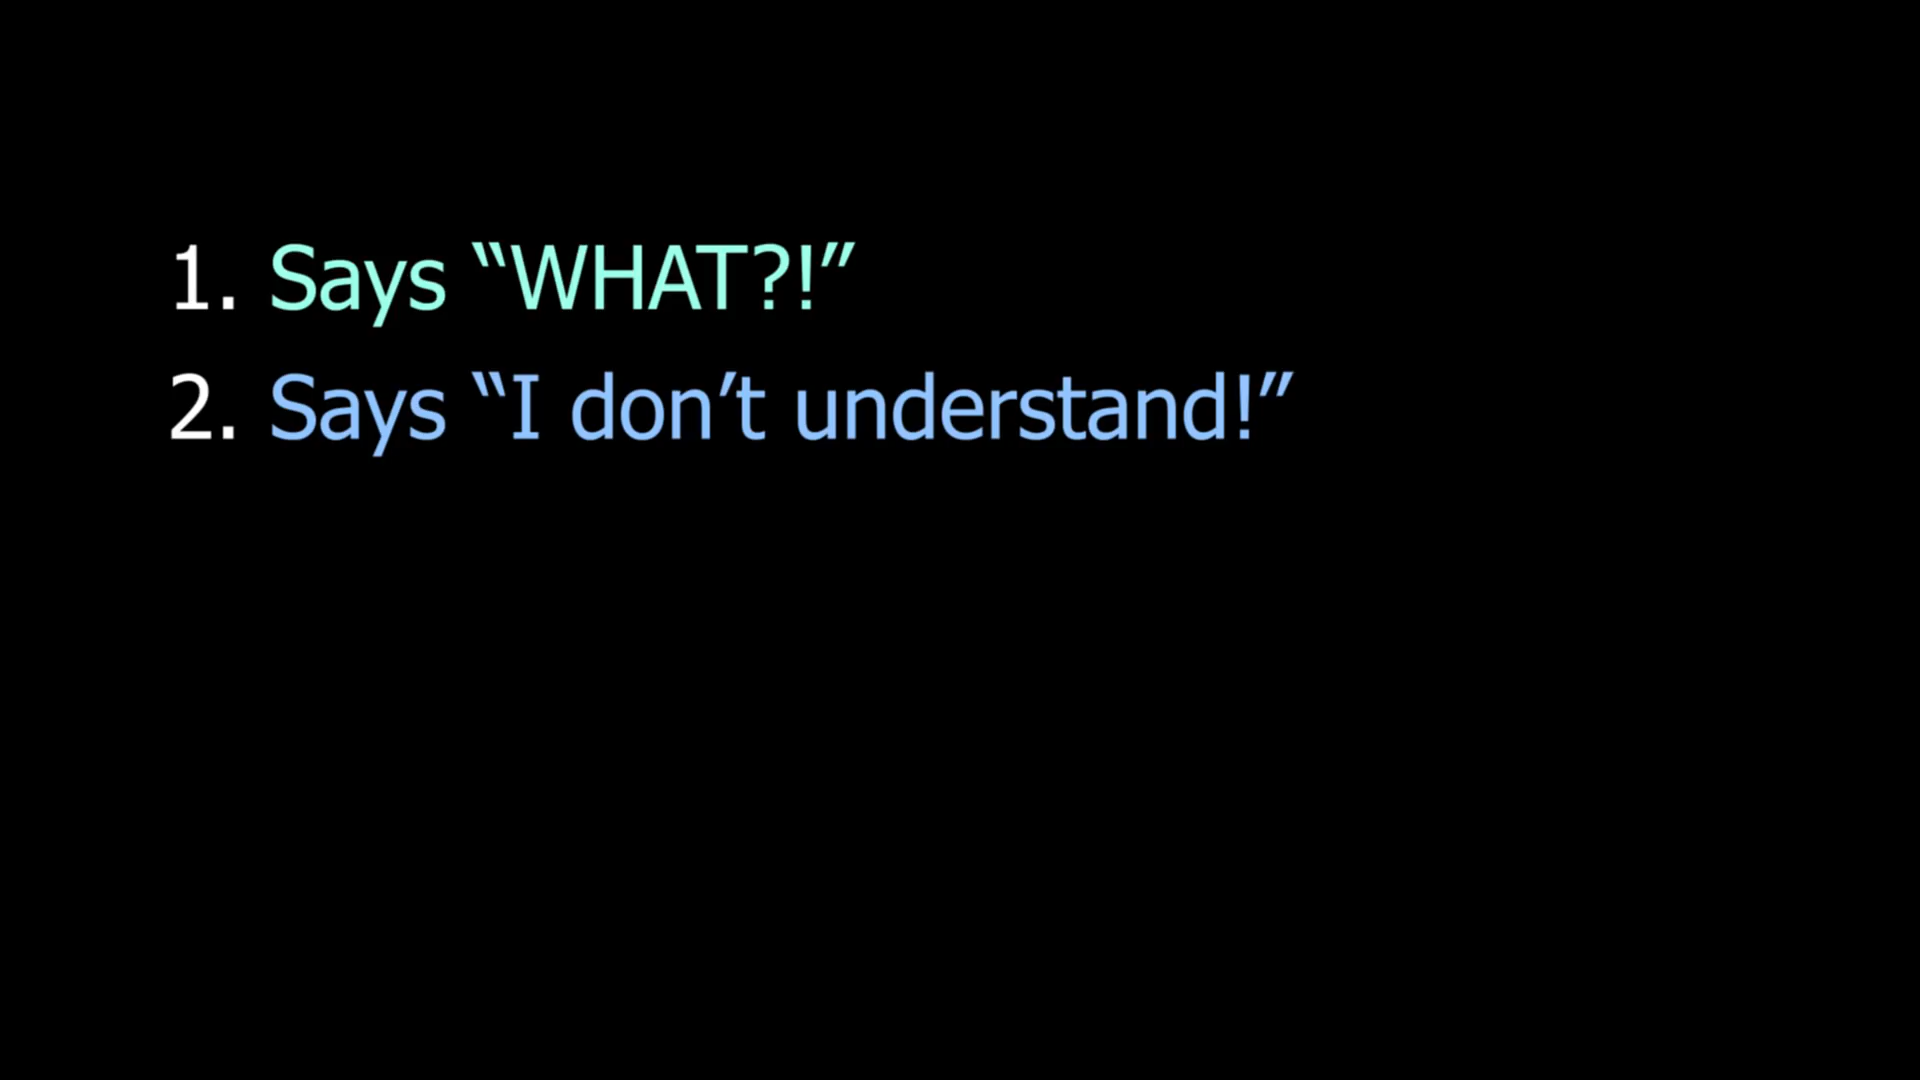 1. Says “WHAT?!”
2. Says “I don’t understand!”